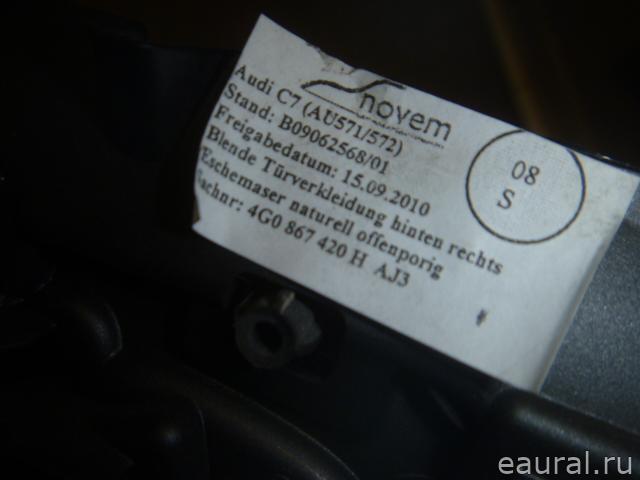 novem
Audi C7 (AU571/572)
Stand: B09062568/01
Freigabedatum: 15.09.2010
Blende Türverkleidung hinten rechts
Eschemaser naturell offenporig
achnr: 4G0 867 420 H AJ3
08
S
eaural.ru